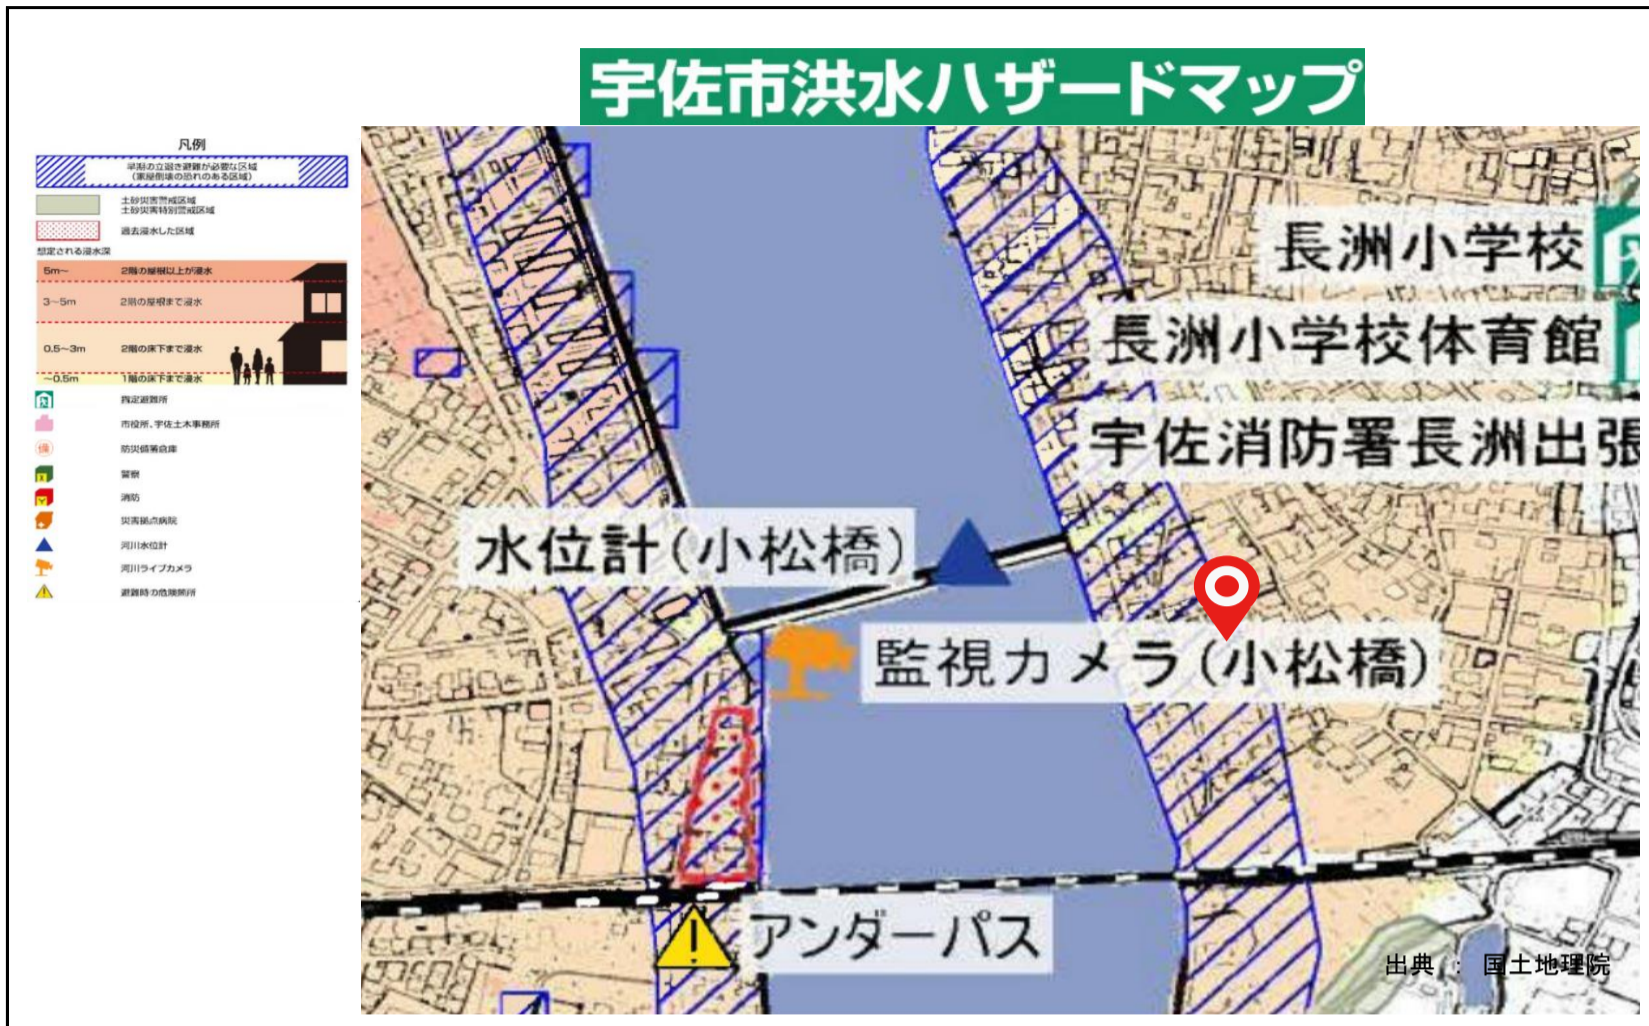 宇佐市洪水ハザードマップ
凡例
早期の立退き避難が必要な区域
(家屋倒壊の恐れのある区域)
土砂災害警戒区域
土砂災害特別警戒区域
過去浸水した区域
想定される浸水深
5m~ 2階の屋根以上が浸水
3~5m 2階の屋根まで浸水
0.5~3m 2階の床下まで浸水
~0.5m 1階の床下まで浸水
指定避難所
市役所、宇佐土木事務所
備 防災備蓄倉庫
警察
消防
災害拠点病院
河川水位計
河川ライブカメラ
避難時の危険箇所
長洲小学校
長洲小学校体育館
宇佐消防署長洲出張
水位計(小松橋)
監視カメラ(小松橋)
アンダーパス
出典 : 国土地理院